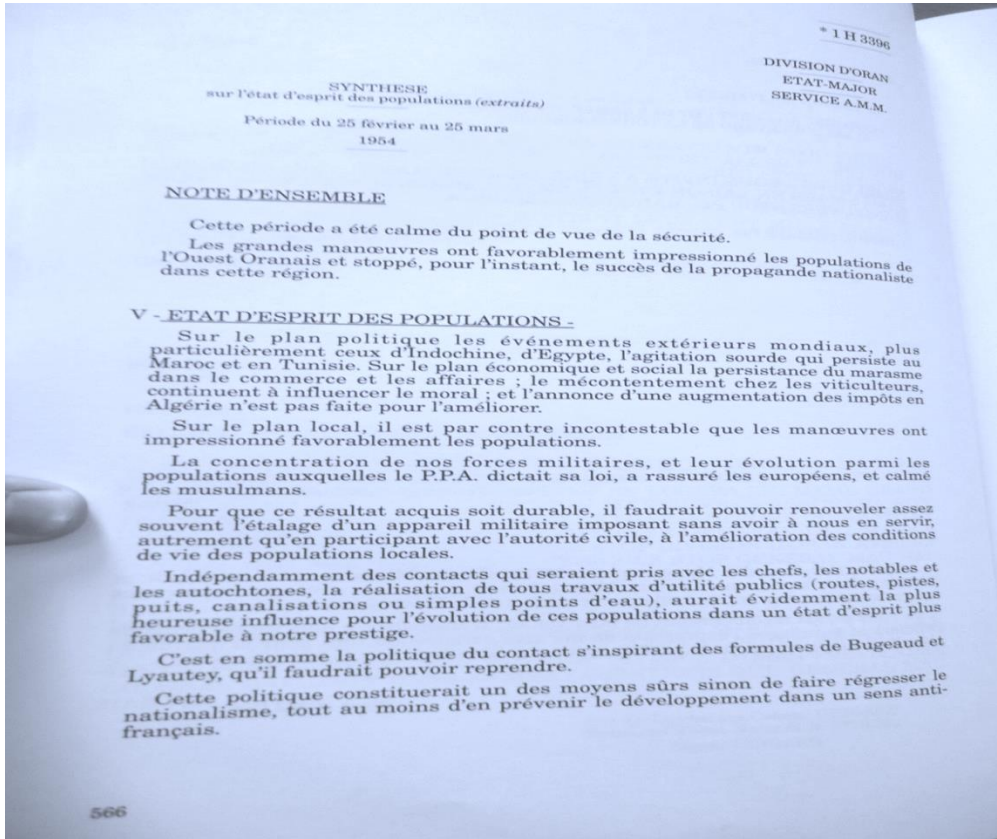 * 1 H 3396
DIVISION D'ORAN
ETAT-MAJOR
SERVICE A.M.M.
SYNTHESE
sur l'état d'esprit des populations (extraits)
Période du 25 février au 25 mars
1954
NOTE D'ENSEMBLE
Cette période a été calme du point de vue de la sécurité.
Les grandes manœuvres ont favorablement impressionné les populations de
l'Ouest Oranais et stoppé, pour l'instant, le succès de la propagande nationaliste
dans cette région.
V - ETAT D'ESPRIT DES POPULATIONS -
Sur le plan politique les événements extérieurs mondiaux, plus
particulièrement ceux d'Indochine, d'Egypte, l'agitation sourde qui persiste au
Maroc et en Tunisie. Sur le plan économique et social la persistance du marasme
dans le commerce et les affaires ; le mécontentement chez les viticulteurs,
continuent à influencer le moral ; et l'annonce d'une augmentation des impôts en
Algérie n'est pas faite pour l'améliorer.
Sur le plan local, il est par contre incontestable que les manœuvres ont
impressionné favorablement les populations.
La concentration de nos forces militaires, et leur évolution parmi les
populations auxquelles le P.P.A. dictait sa loi, a rassuré les européens, et calmé
les musulmans.
Pour que ce résultat acquis soit durable, il faudrait pouvoir renouveler assez
souvent l'étalage d'un appareil militaire imposant sans avoir à nous en servir,
autrement qu'en participant avec l'autorité civile, à l'amélioration des conditions
de vie des populations locales.
Indépendamment des contacts qui seraient pris avec les chefs, les notables et
les autochtones, la réalisation de tous travaux d'utilité publics (routes, pistes,
puits, canalisations ou simples points d'eau), aurait évidemment la plus
heureuse influence pour l'évolution de ces populations dans un état d'esprit plus
favorable à notre prestige.
C'est en somme la politique du contact s'inspirant des formules de Bugeaud et
Lyautey, qu'il faudrait pouvoir reprendre.
Cette politique constituerait un des moyens sûrs sinon de faire régresser le
nationalisme, tout au moins d'en prévenir le développement dans un sens anti-
français.
566